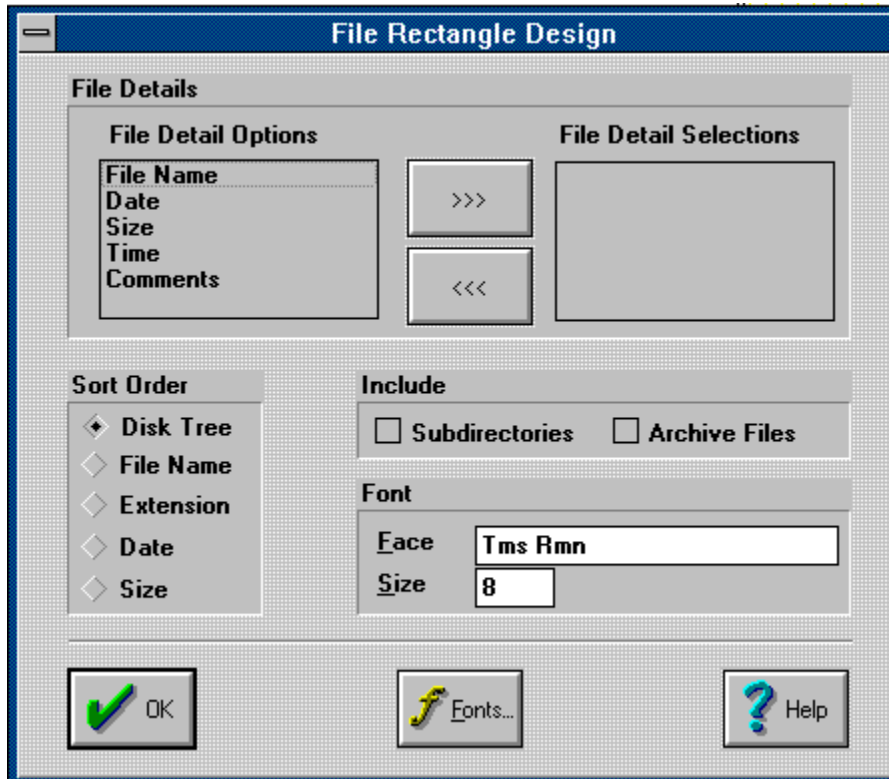 File Rectangle Design
File Details
File Detail Options
File Detail Selections
File Name
Date
Size
Time
Comments
>>>
<<<
Sort Order
Disk Tree
File Name
Extension
Date
Size
Include
Subdirectories
Archive Files
Font
Face
Tms Rmn
Size
8
OK
Fonts...
Help